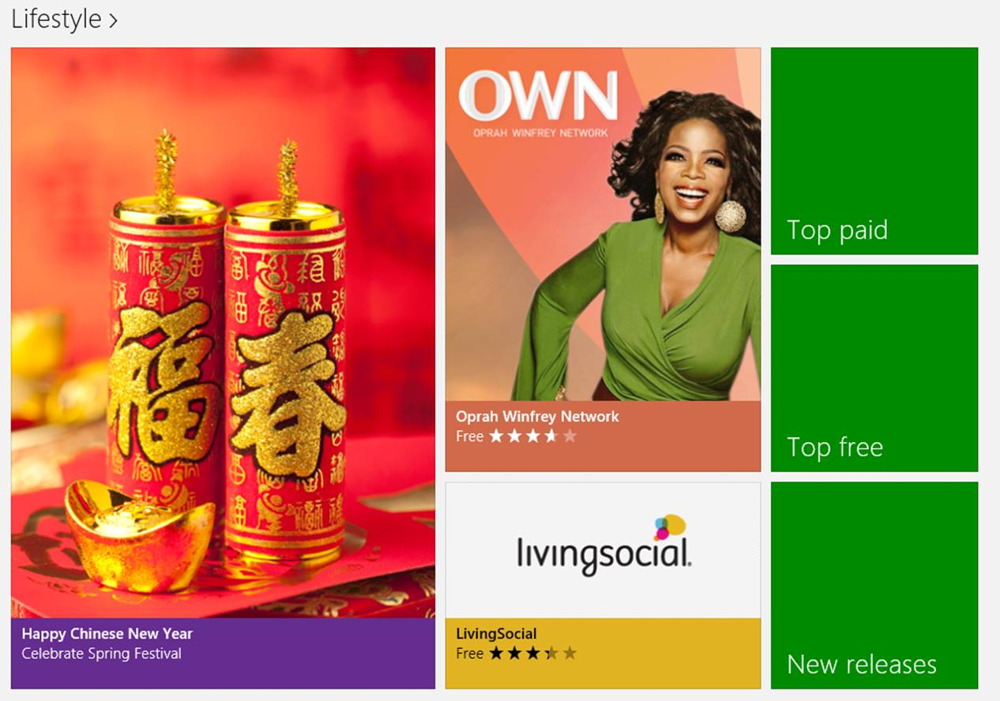 Lifestyle >
福 春
Happy Chinese New Year
Celebrate Spring Festival
OWN
OPRAH WINFREY NETWORK
Oprah Winfrey Network
Free
livingsocial.
LivingSocial
Free
Top paid
Top free
New releases